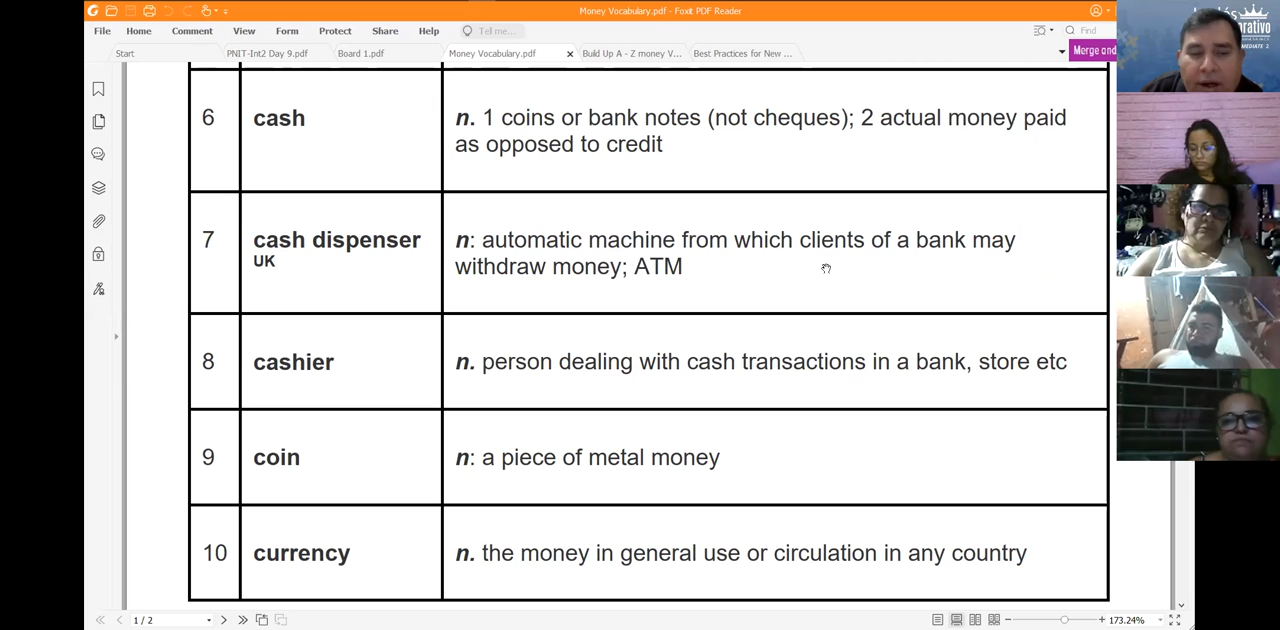 Money Vocabulary.pdf - Foxit PDF Reader
File Home Comment View Form Protect Share Help Tell me... Find
Start PNIT-Int2 Day 9.pdf Board 1.pdf Money Vocabulary.pdf Build Up A - Z money V... Best Practices for New ...
Merge and
6 cash n. 1 coins or bank notes (not cheques); 2 actual money paid
as opposed to credit
7 cash dispenser n: automatic machine from which clients of a bank may
UK withdraw money; ATM
8 cashier n. person dealing with cash transactions in a bank, store etc
9 coin n: a piece of metal money
10 currency n. the money in general use or circulation in any country
1 / 2 173.24%